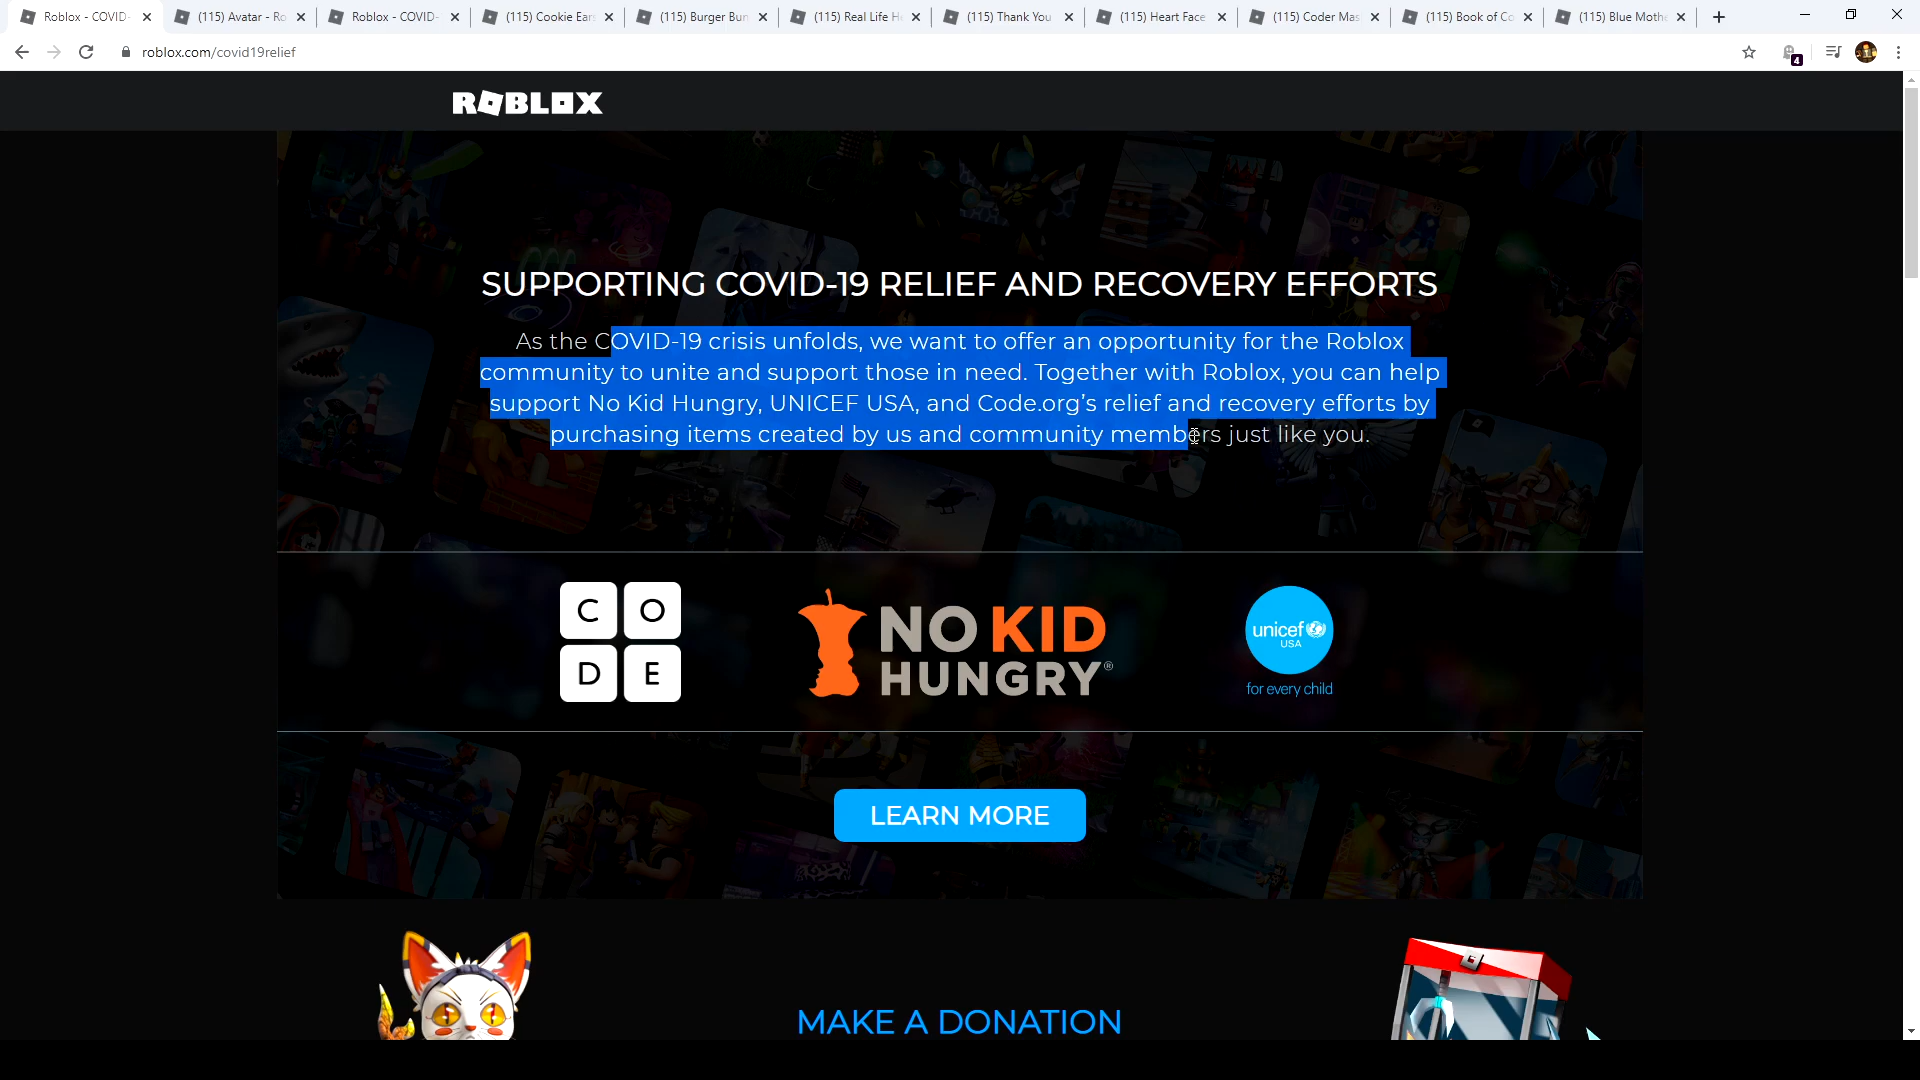 Roblox - COVID-
(115) Avatar - Ro
Roblox - COVID-
(115) Cookie Ears
(115) Burger Bun
(115) Real Life H
(115) Thank You
(115) Heart Face
(115) Coder Mas
(115) Book of Co
(115) Blue Moth
roblox.com/covid19relief
4
ROBLOX
SUPPORTING COVID-19 RELIEF AND RECOVERY EFFORTS
As the COVID-19 crisis unfolds, we want to offer an opportunity for the Roblox
community to unite and support those in need. Together with Roblox, you can help
support No Kid Hungry, UNICEF USA, and Code.org’s relief and recovery efforts by
purchasing items created by us and community members just like you.
C O
D E
NO KID
HUNGRY®
unicef
USA
for every child
LEARN MORE
MAKE A DONATION